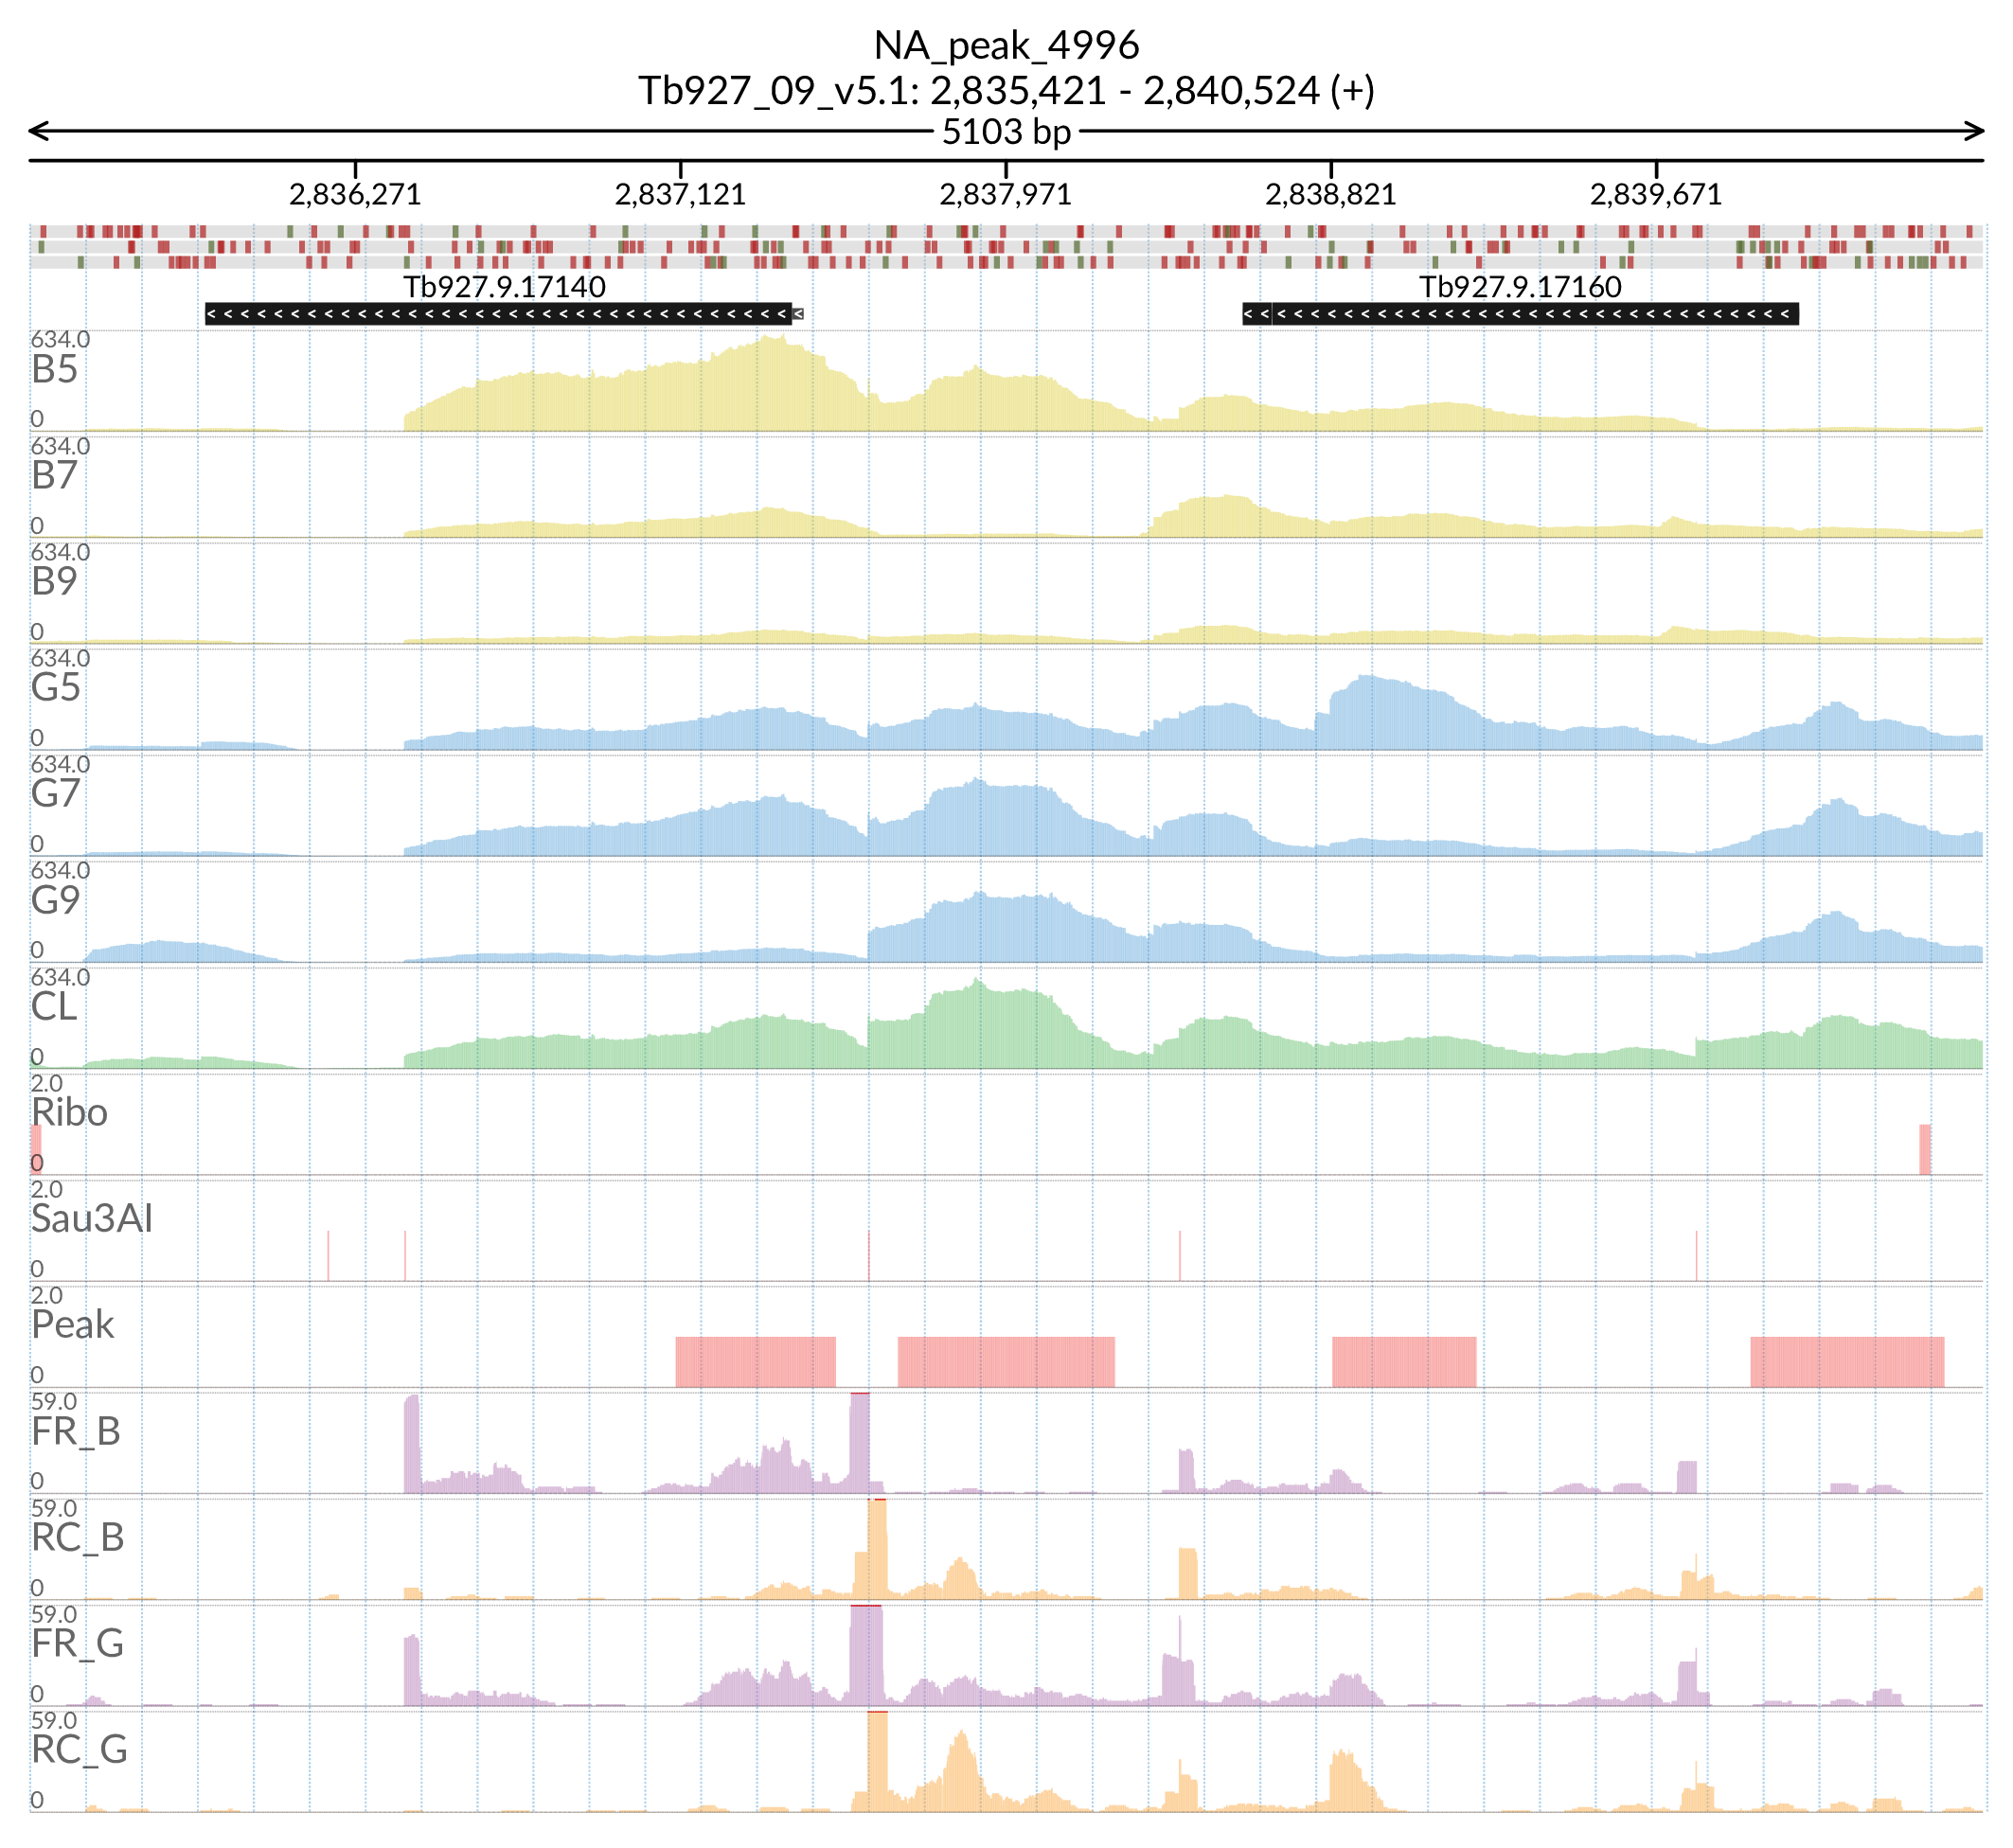 NA_peak_4996
Tb927_09_v5.1: 2,835,421 - 2,840,524 (+)
5103 bp
2,836,271 2,837,121 2,837,971 2,838,821 2,839,671
Tb927.9.17140 Tb927.9.17160
634.0
B5
0
634.0
B7
0
634.0
B9
0
634.0
G5
0
634.0
G7
0
634.0
G9
0
634.0
CL
0
2.0
Ribo
0
2.0
Sau3AI
0
2.0
Peak
0
59.0
FR_B
0
59.0
RC_B
0
59.0
FR_G
0
59.0
RC_G
0